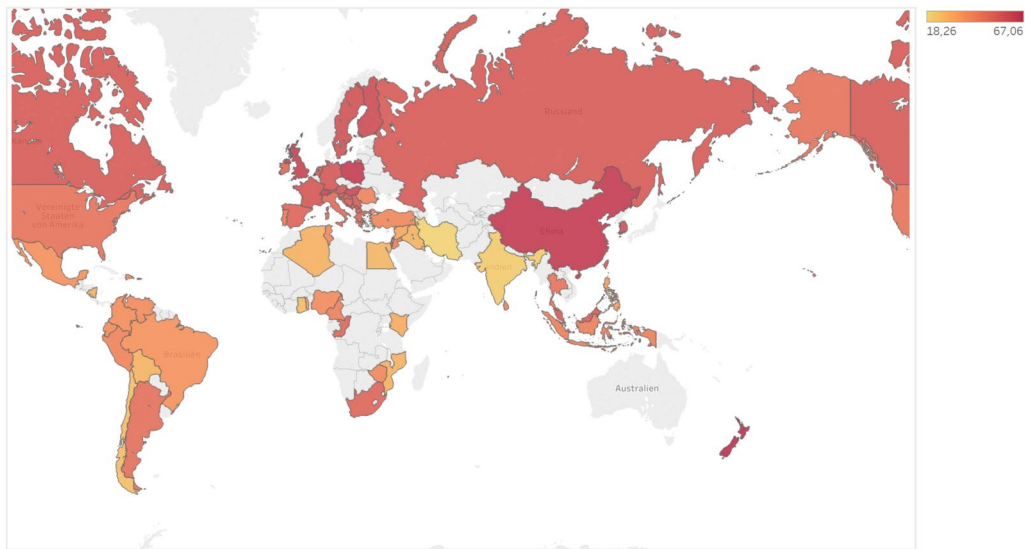 18,26 67,06
Russland
Vereinigte
Staaten
von Amerika
China
Indien
Brasilien
Australien